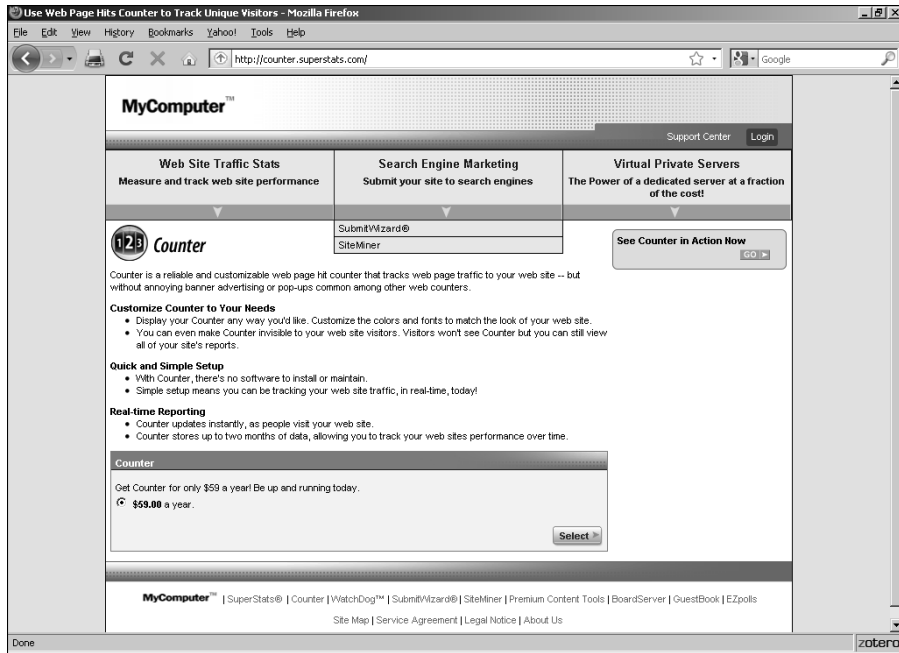 Use Web Page Hits Counter to Track Unique Visitors - Mozilla Firefox
File Edit View History Bookmarks Yahoo! Tools Help
http://counter.superstats.com/
Google
MyComputer™
Support Center Login
Web Site Traffic Stats
Measure and track web site performance
Search Engine Marketing
Submit your site to search engines
Virtual Private Servers
The Power of a dedicated server at a fraction
of the cost!
SubmitWizard®
SiteMiner
123 Counter
See Counter in Action Now
GO
Counter is a reliable and customizable web page hit counter that tracks web page traffic to your web site -- but
without annoying banner advertising or pop-ups common among other web counters.
Customize Counter to Your Needs
• Display your Counter any way you'd like. Customize the colors and fonts to match the look of your web site.
• You can even make Counter invisible to your web site visitors. Visitors won't see Counter but you can still view
all of your site's reports.
Quick and Simple Setup
• With Counter, there's no software to install or maintain.
• Simple setup means you can be tracking your web site traffic, in real-time, today!
Real-time Reporting
• Counter updates instantly, as people visit your web site.
• Counter stores up to two months of data, allowing you to track your web sites performance over time.
Counter
Get Counter for only $59 a year! Be up and running today.
$59.00 a year.
Select
MyComputer™ | SuperStats® | Counter | WatchDog™ | SubmitWizard® | SiteMiner | Premium Content Tools | BoardServer | GuestBook | EZpolls
Site Map | Service Agreement | Legal Notice | About Us
Done
zotero